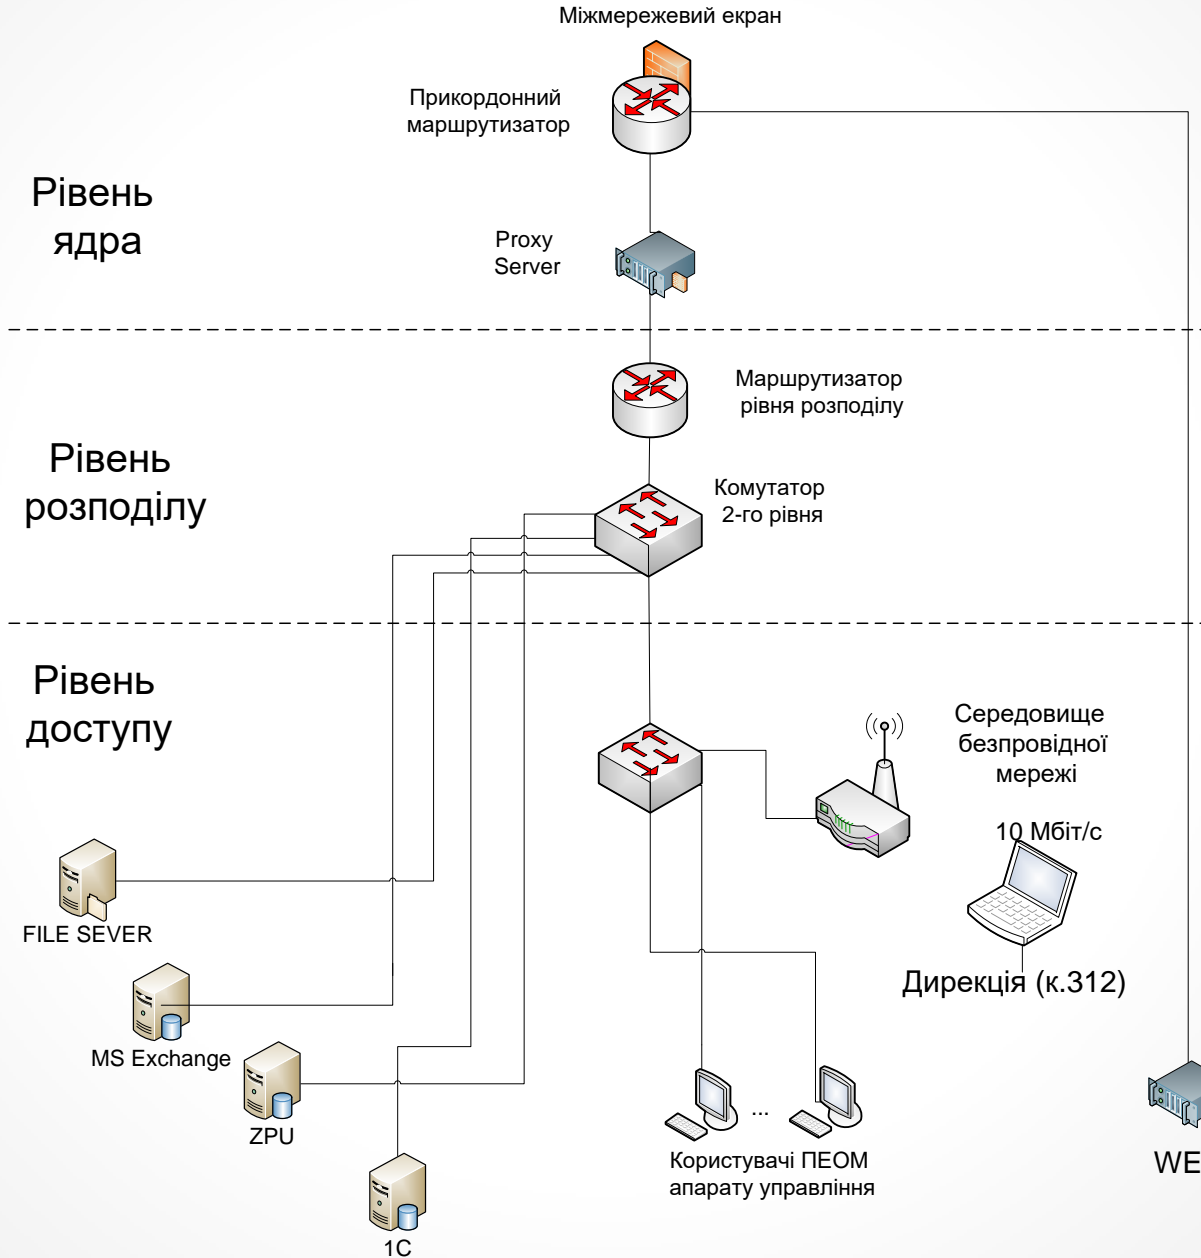 Міжмережевий екран
Прикордонний
маршрутизатор
Рівень
ядра
Proxy
Server
Маршрутизатор
рівня розподілу
Рівень
розподілу
Комутатор
2-го рівня
Рівень
доступу
Середовище
безпровідної
мережі
10 Мбіт/с
FILE SEVER
Дирекція (к.312)
MS Exchange
ZPU
...
Користувачі ПЕОМ
апарату управління
WE
1С